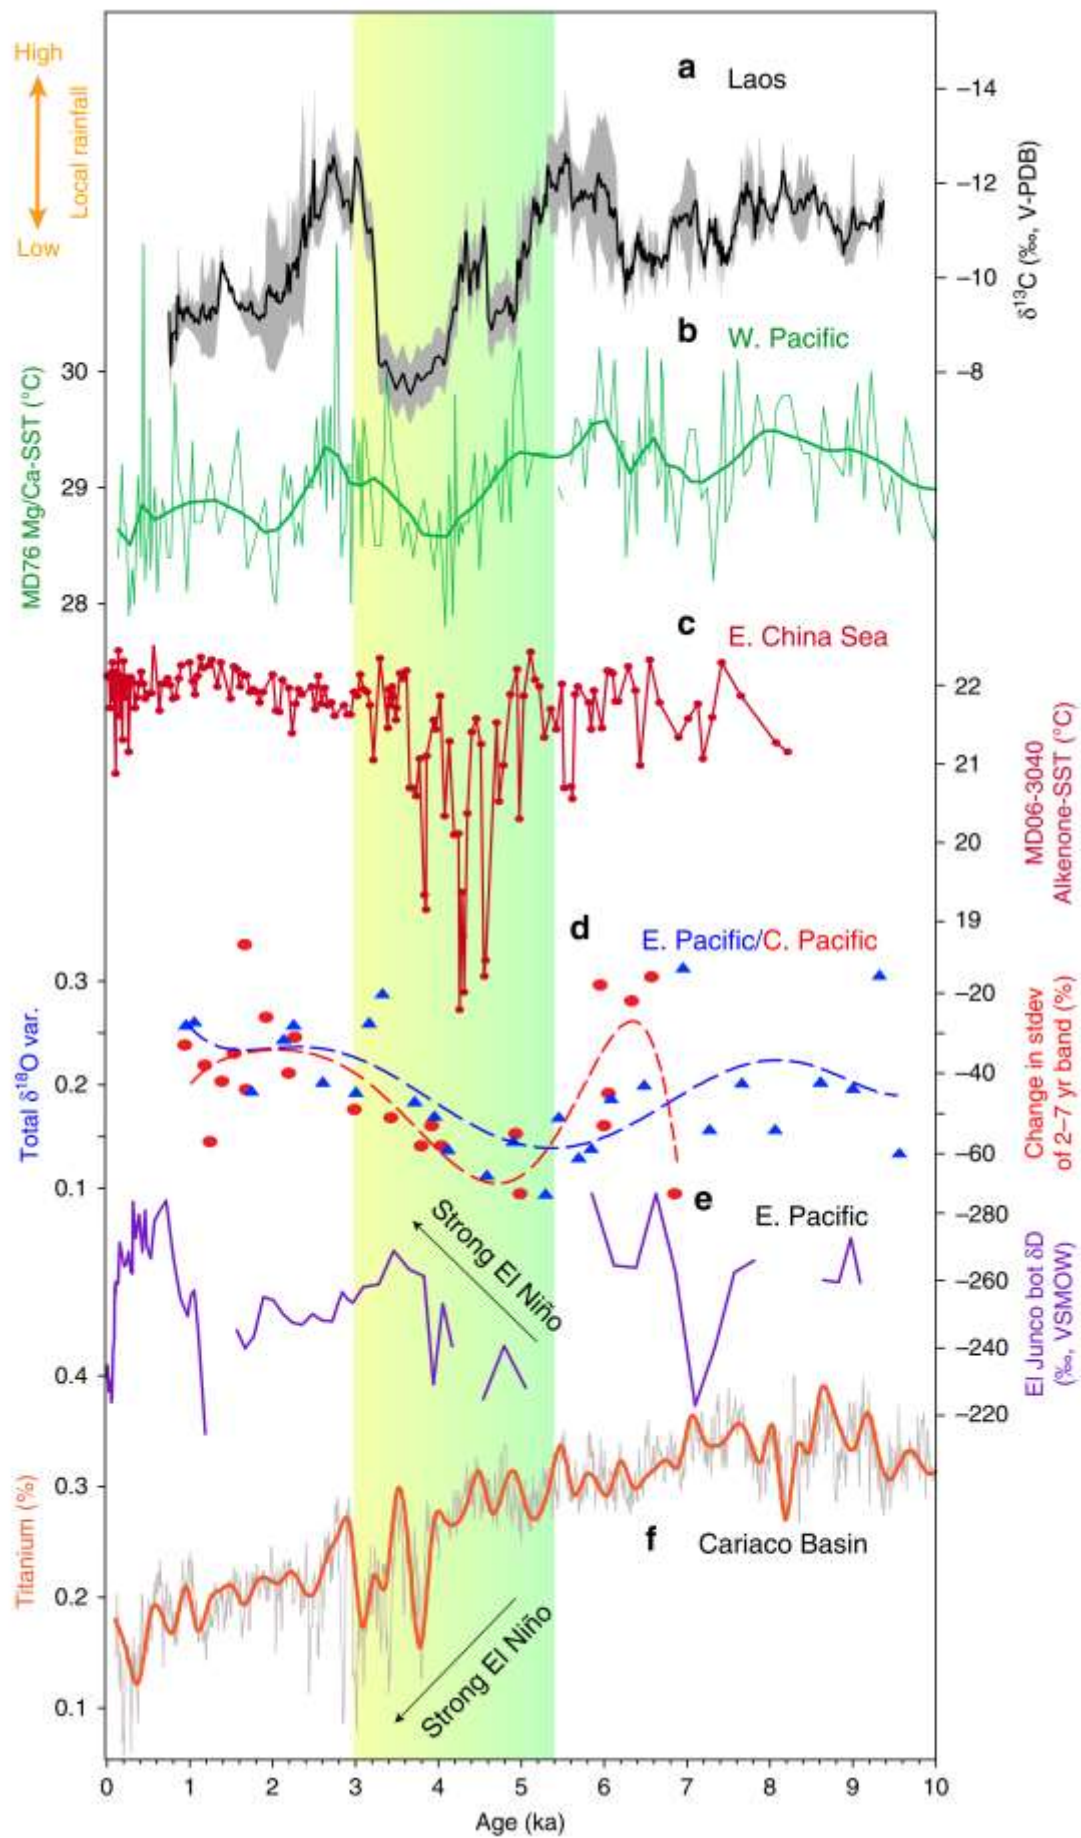 High
Local rainfall
Low
a
Laos
−14
−12
−10
−8
δ¹³C (‰, V-PDB)
b
W. Pacific
30
29
28
MD76 Mg/Ca-SST (°C)
c
E. China Sea
22
21
20
19
MD06-3040
Alkenone-SST (°C)
d
E. Pacific/C. Pacific
0.3
0.2
0.1
Total δ¹⁸O var.
−20
−40
−60
Change in stdev
of 2–7 yr band (%)
Strong El Niño
e
E. Pacific
−280
−260
−240
−220
El Junco bot δD
(‰, VSMOW)
0.4
0.3
0.2
0.1
Titanium (%)
f
Cariaco Basin
Strong El Niño
0 1 2 3 4 5 6 7 8 9 10
Age (ka)